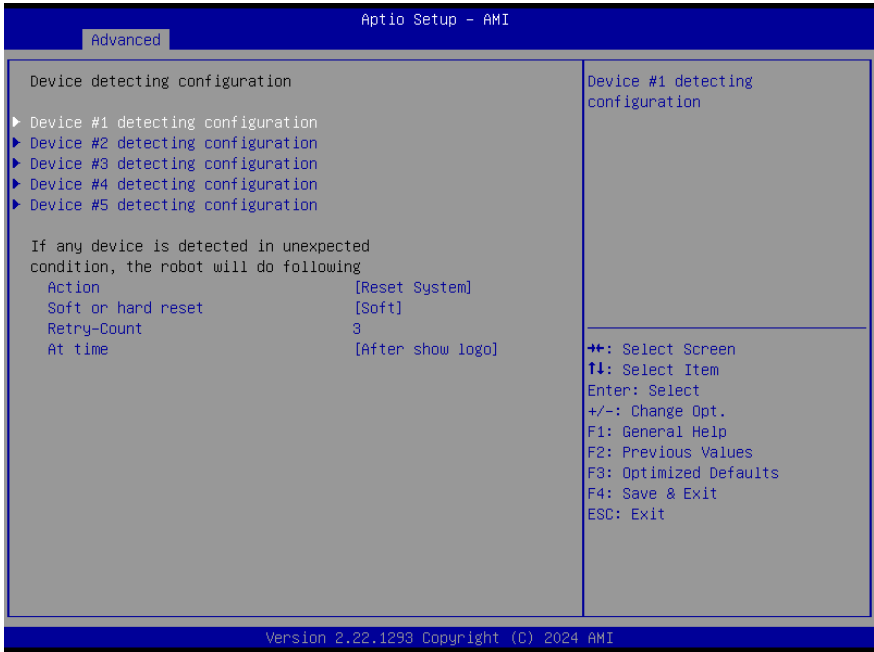 Aptio Setup – AMI
Advanced
Device detecting configuration
Device #1 detecting configuration
Device #2 detecting configuration
Device #3 detecting configuration
Device #4 detecting configuration
Device #5 detecting configuration
If any device is detected in unexpected
condition, the robot will do following
Action [Reset System]
Soft or hard reset [Soft]
Retry-Count 3
At time [After show logo]
Device #1 detecting
configuration
→←: Select Screen
↑↓: Select Item
Enter: Select
+/-: Change Opt.
F1: General Help
F2: Previous Values
F3: Optimized Defaults
F4: Save & Exit
ESC: Exit
Version 2.22.1293 Copyright (C) 2024 AMI